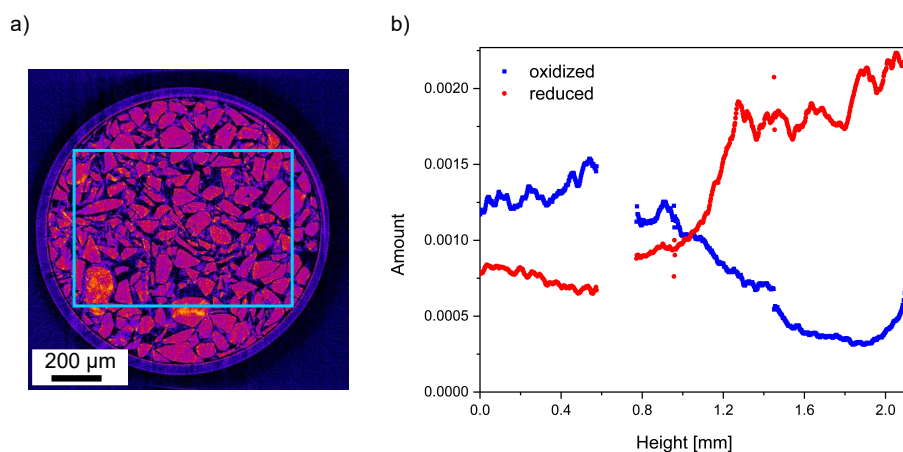 a)
200 µm
b)
Amount
0.0020
0.0015
0.0010
0.0005
0.0000
oxidized
reduced
0.0 0.4 0.8 1.2 1.6 2.0
Height [mm]